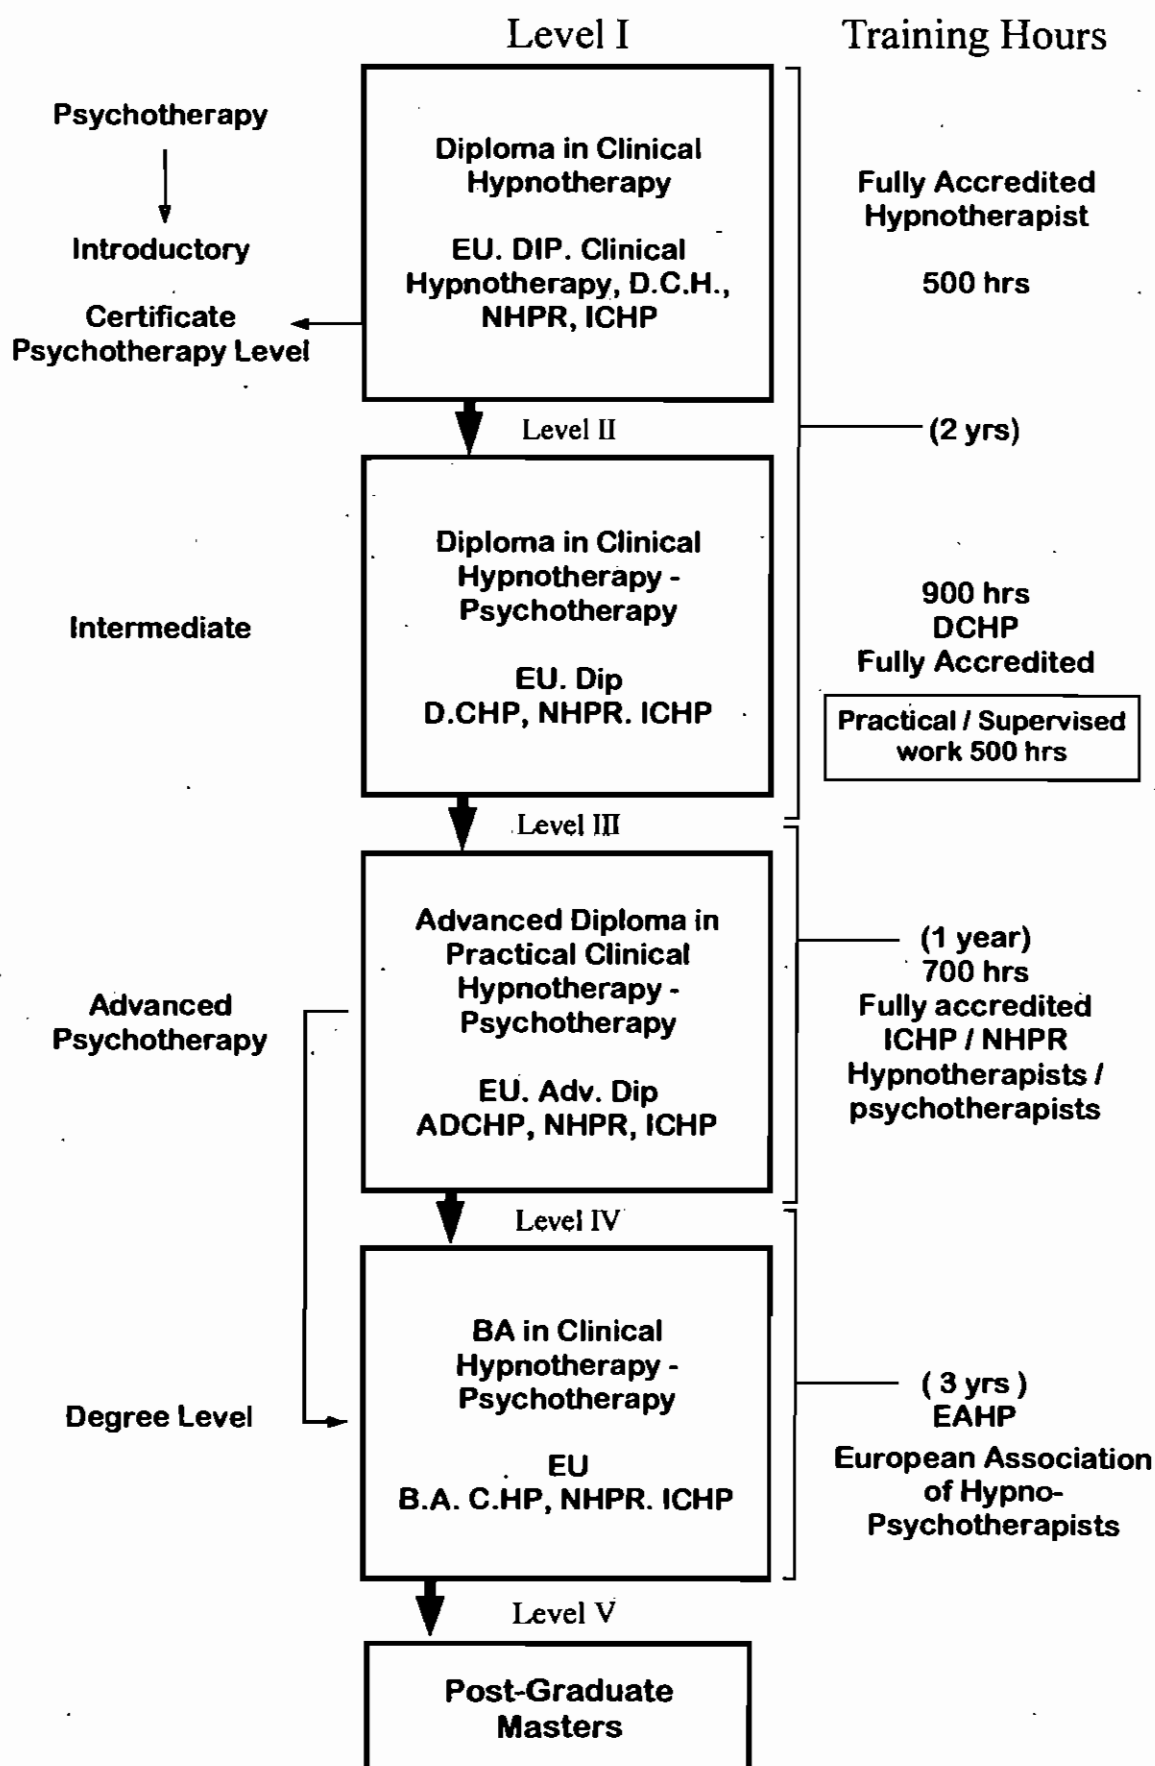 Level I
Training Hours
Psychotherapy
Introductory
Certificate
Psychotherapy Level
Diploma in Clinical
Hypnotherapy
EU. DIP. Clinical
Hypnotherapy, D.C.H.,
NHPR, ICHP
Fully Accredited
Hypnotherapist
500 hrs
Level II
(2 yrs)
Intermediate
Diploma in Clinical
Hypnotherapy -
Psychotherapy
EU. Dip
D.CHP, NHPR. ICHP
900 hrs
DCHP
Fully Accredited
Practical / Supervised
work 500 hrs
Level III
Advanced
Psychotherapy
Advanced Diploma in
Practical Clinical
Hypnotherapy -
Psychotherapy
EU. Adv. Dip
ADCHP, NHPR, ICHP
(1 year)
700 hrs
Fully accredited
ICHP / NHPR
Hypnotherapists /
psychotherapists
Level IV
Degree Level
BA in Clinical
Hypnotherapy -
Psychotherapy
EU
B.A. C.HP, NHPR. ICHP
( 3 yrs )
EAHP
European Association
of Hypno-
Psychotherapists
Level V
Post-Graduate
Masters